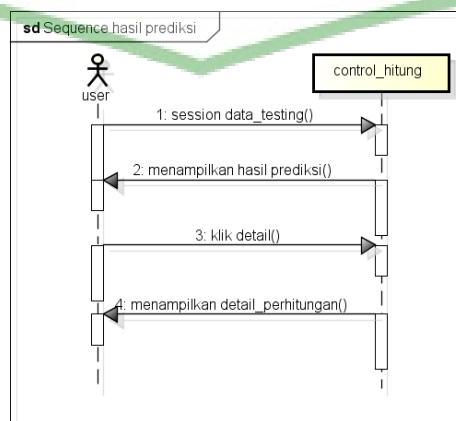 sd Sequence hasil prediksi
user
control_hitung
1: session data_testing()
2: menampilkan hasil prediksi()
3: klik detail()
4: menampilkan detail_perhitungan()